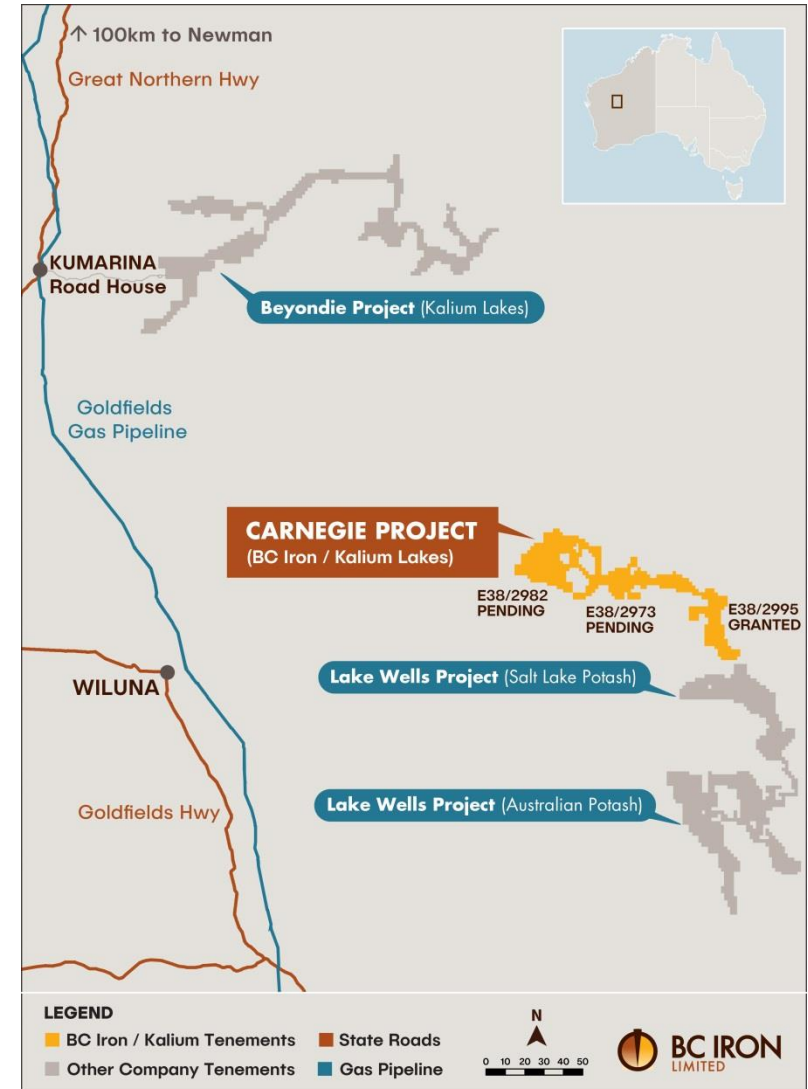 ↑ 100km to Newman
Great Northern Hwy
KUMARINA
Road House
Beyondie Project (Kalium Lakes)
Goldfields
Gas Pipeline
CARNEGIE PROJECT
(BC Iron / Kalium Lakes)
E38/2982
PENDING
E38/2973
PENDING
E38/2995
GRANTED
WILUNA
Lake Wells Project (Salt Lake Potash)
Lake Wells Project (Australian Potash)
Goldfields Hwy
LEGEND
BC Iron / Kalium Tenements
State Roads
Other Company Tenements
Gas Pipeline
N
0 10 20 30 40 50
BC IRON
LIMITED